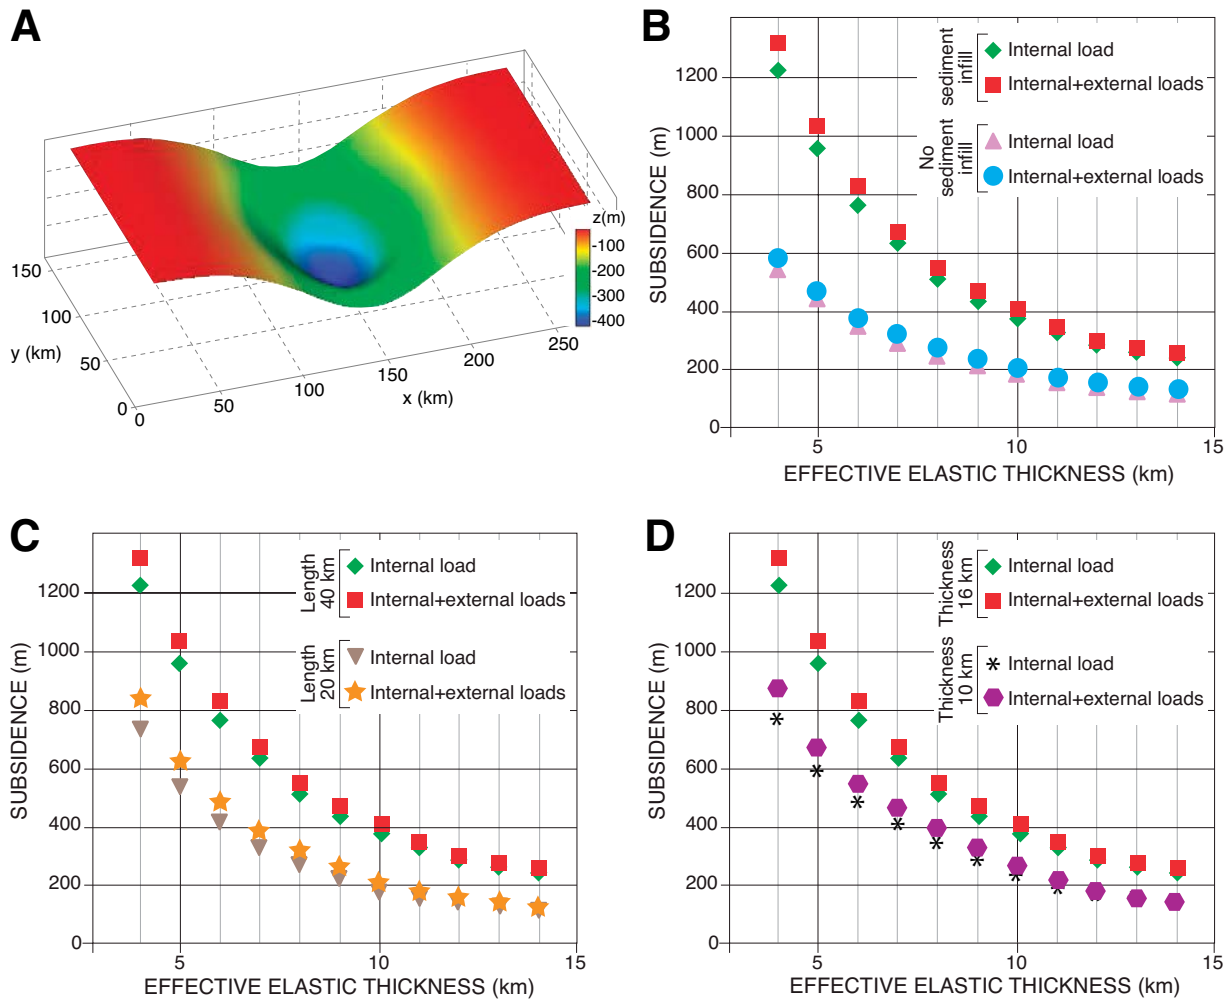 A
z(m)
-100
-200
-300
-400
150
100
50
0
y (km)
0
50
100
150
200
250
x (km)
B
1200
1000
800
600
400
200
0
SUBSIDENCE (m)
5
10
15
EFFECTIVE ELASTIC THICKNESS (km)
sediment
infill
Internal load
Internal+external loads
No
sediment
infill
Internal load
Internal+external loads
C
1200
1000
800
600
400
200
0
SUBSIDENCE (m)
5
10
15
EFFECTIVE ELASTIC THICKNESS (km)
Length
40 km
Internal load
Internal+external loads
Length
20 km
Internal load
Internal+external loads
D
1200
1000
800
600
400
200
0
SUBSIDENCE (m)
5
10
15
EFFECTIVE ELASTIC THICKNESS (km)
Thickness
16 km
Internal load
Internal+external loads
Thickness
10 km
Internal load
Internal+external loads